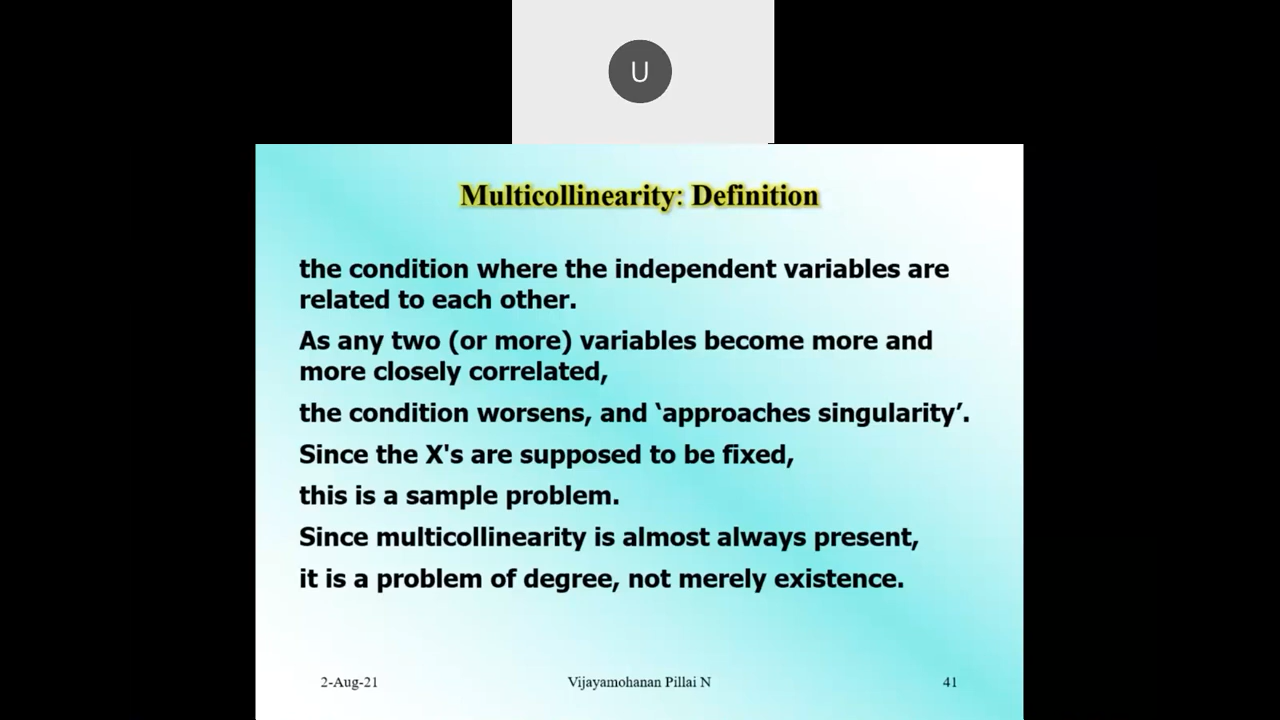 U
Multicollinearity: Definition
the condition where the independent variables are
related to each other.
As any two (or more) variables become more and
more closely correlated,
the condition worsens, and ‘approaches singularity’.
Since the X's are supposed to be fixed,
this is a sample problem.
Since multicollinearity is almost always present,
it is a problem of degree, not merely existence.
2-Aug-21
Vijayamohanan Pillai N
41